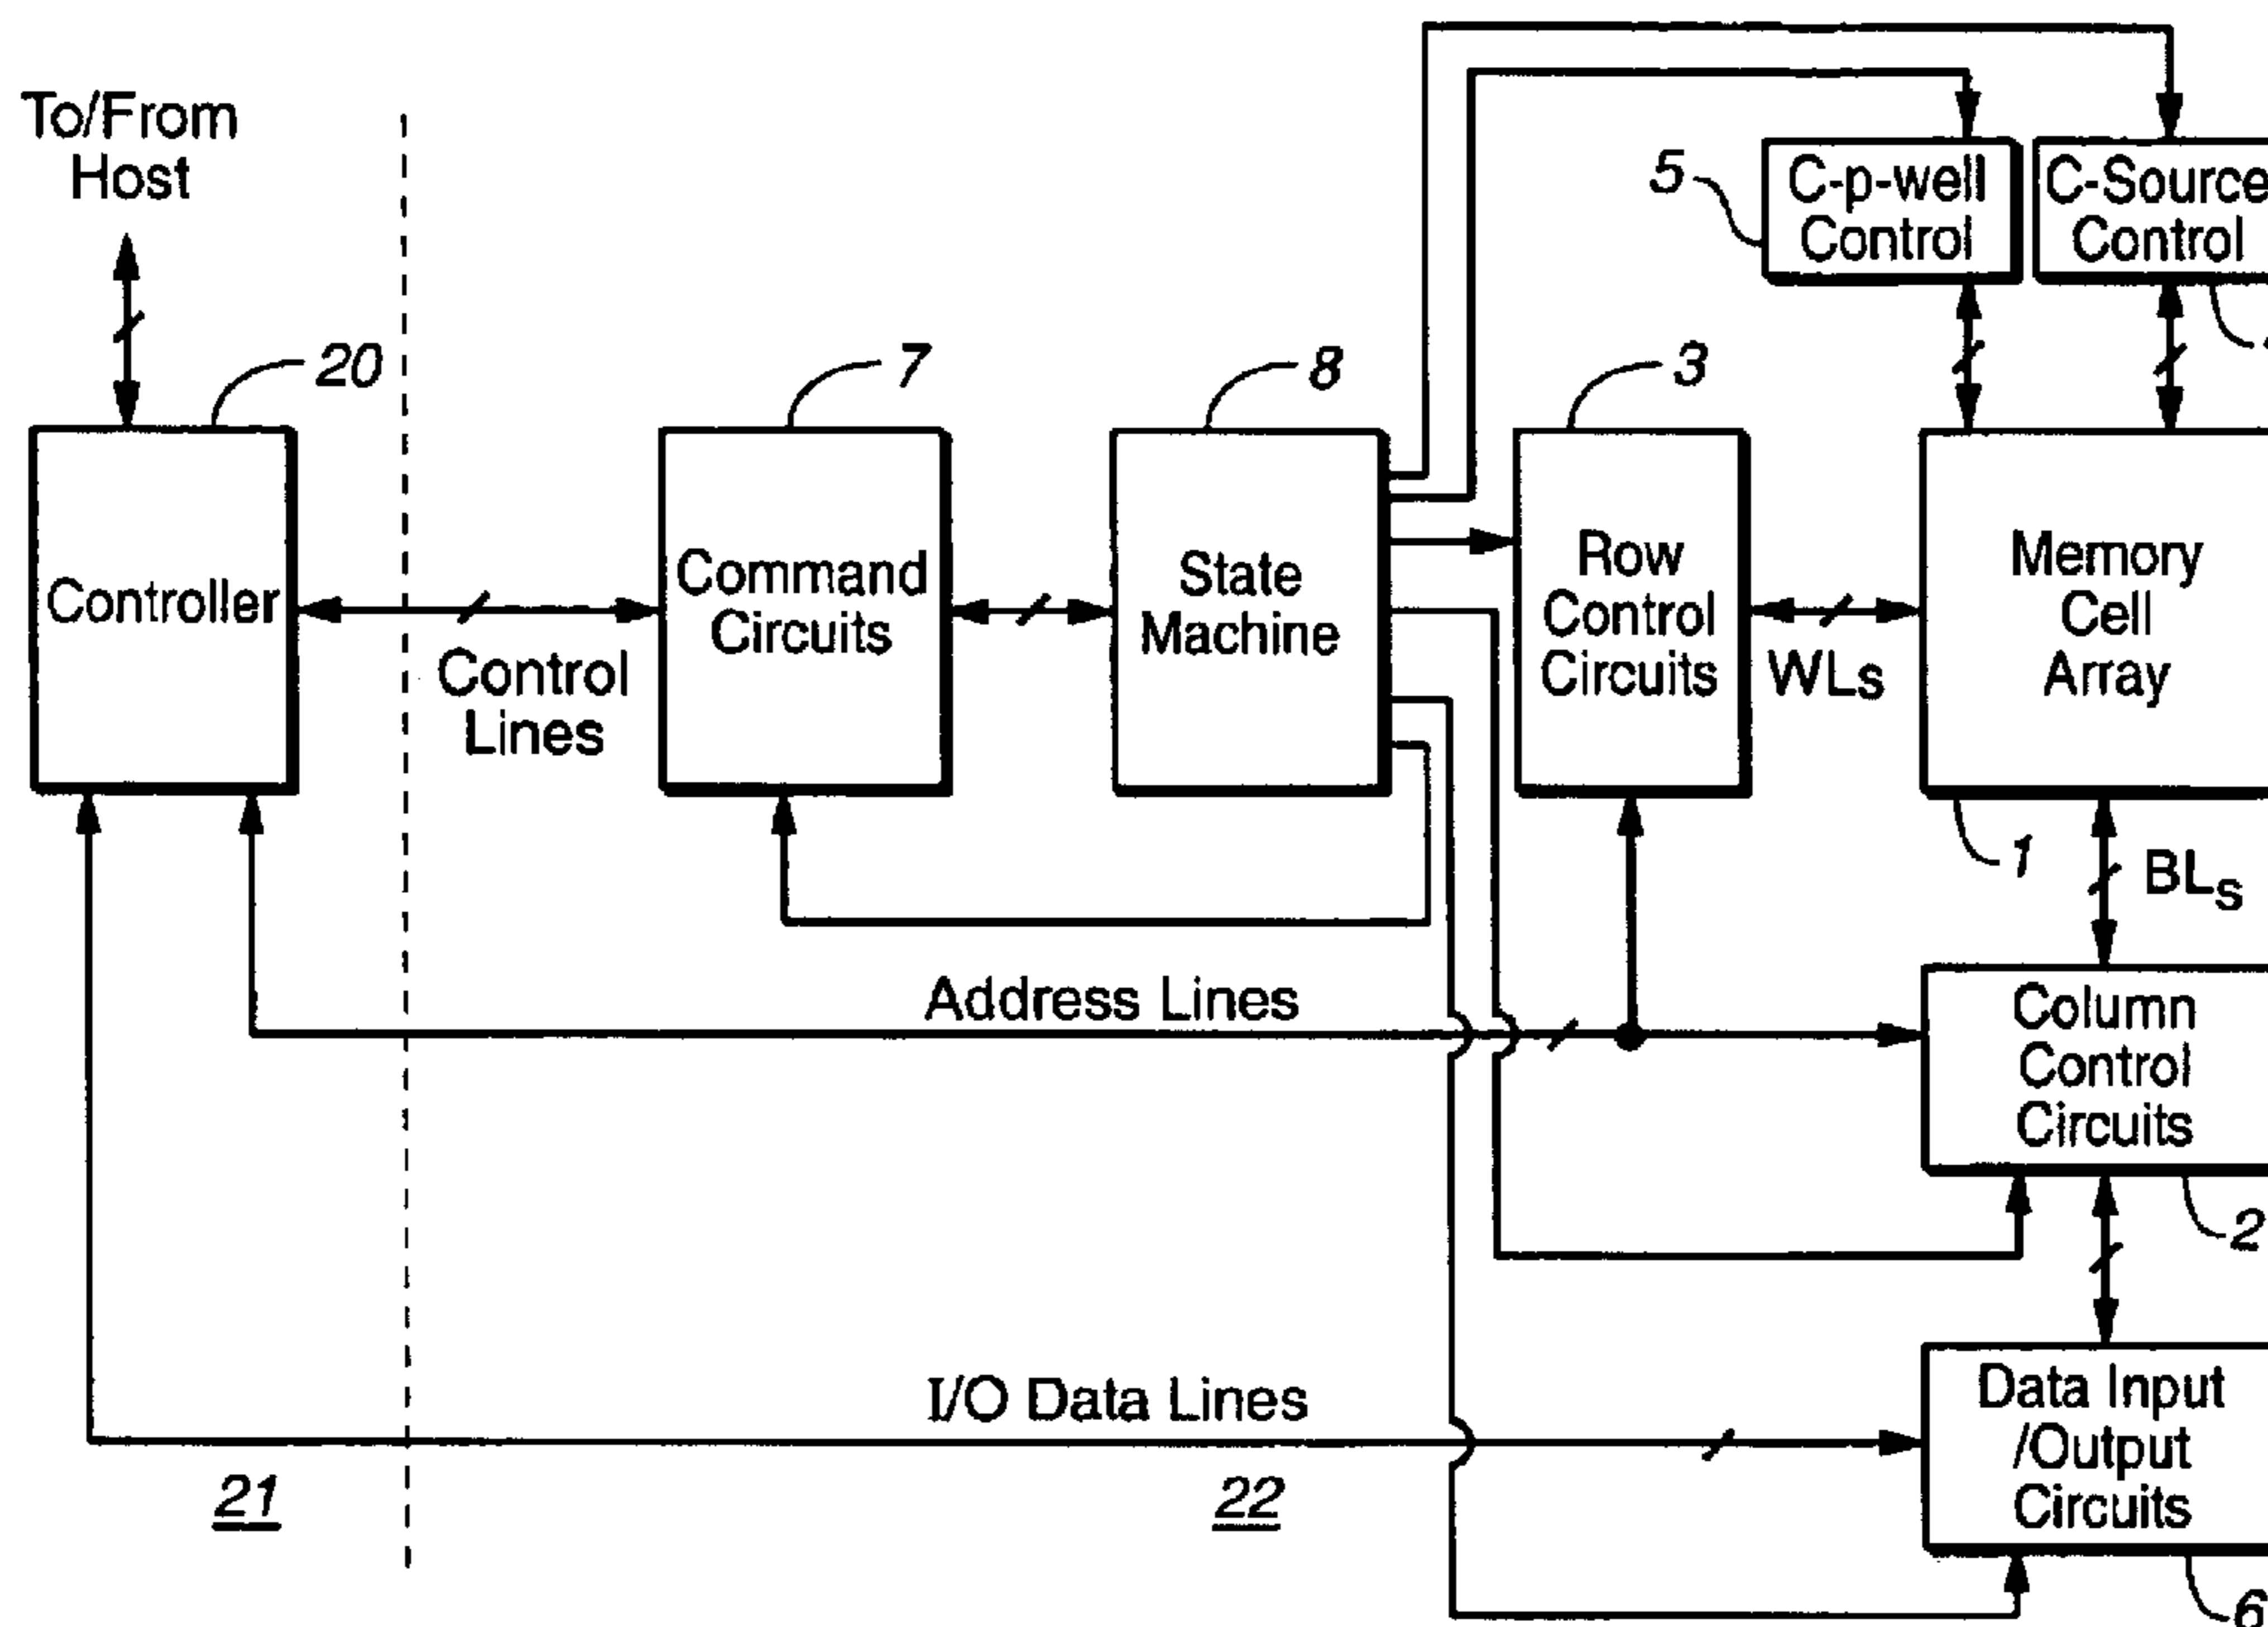 To/From
Host
20
7
8
3
5
C-p-well
Control
C-Source
Control
Controller
Control
Lines
Command
Circuits
State
Machine
Row
Control
Circuits
WLs
Memory
Cell
Array
1
BLs
Address Lines
Column
Control
Circuits
2
I/O Data Lines
Data Input
/Output
Circuits
6
21
22